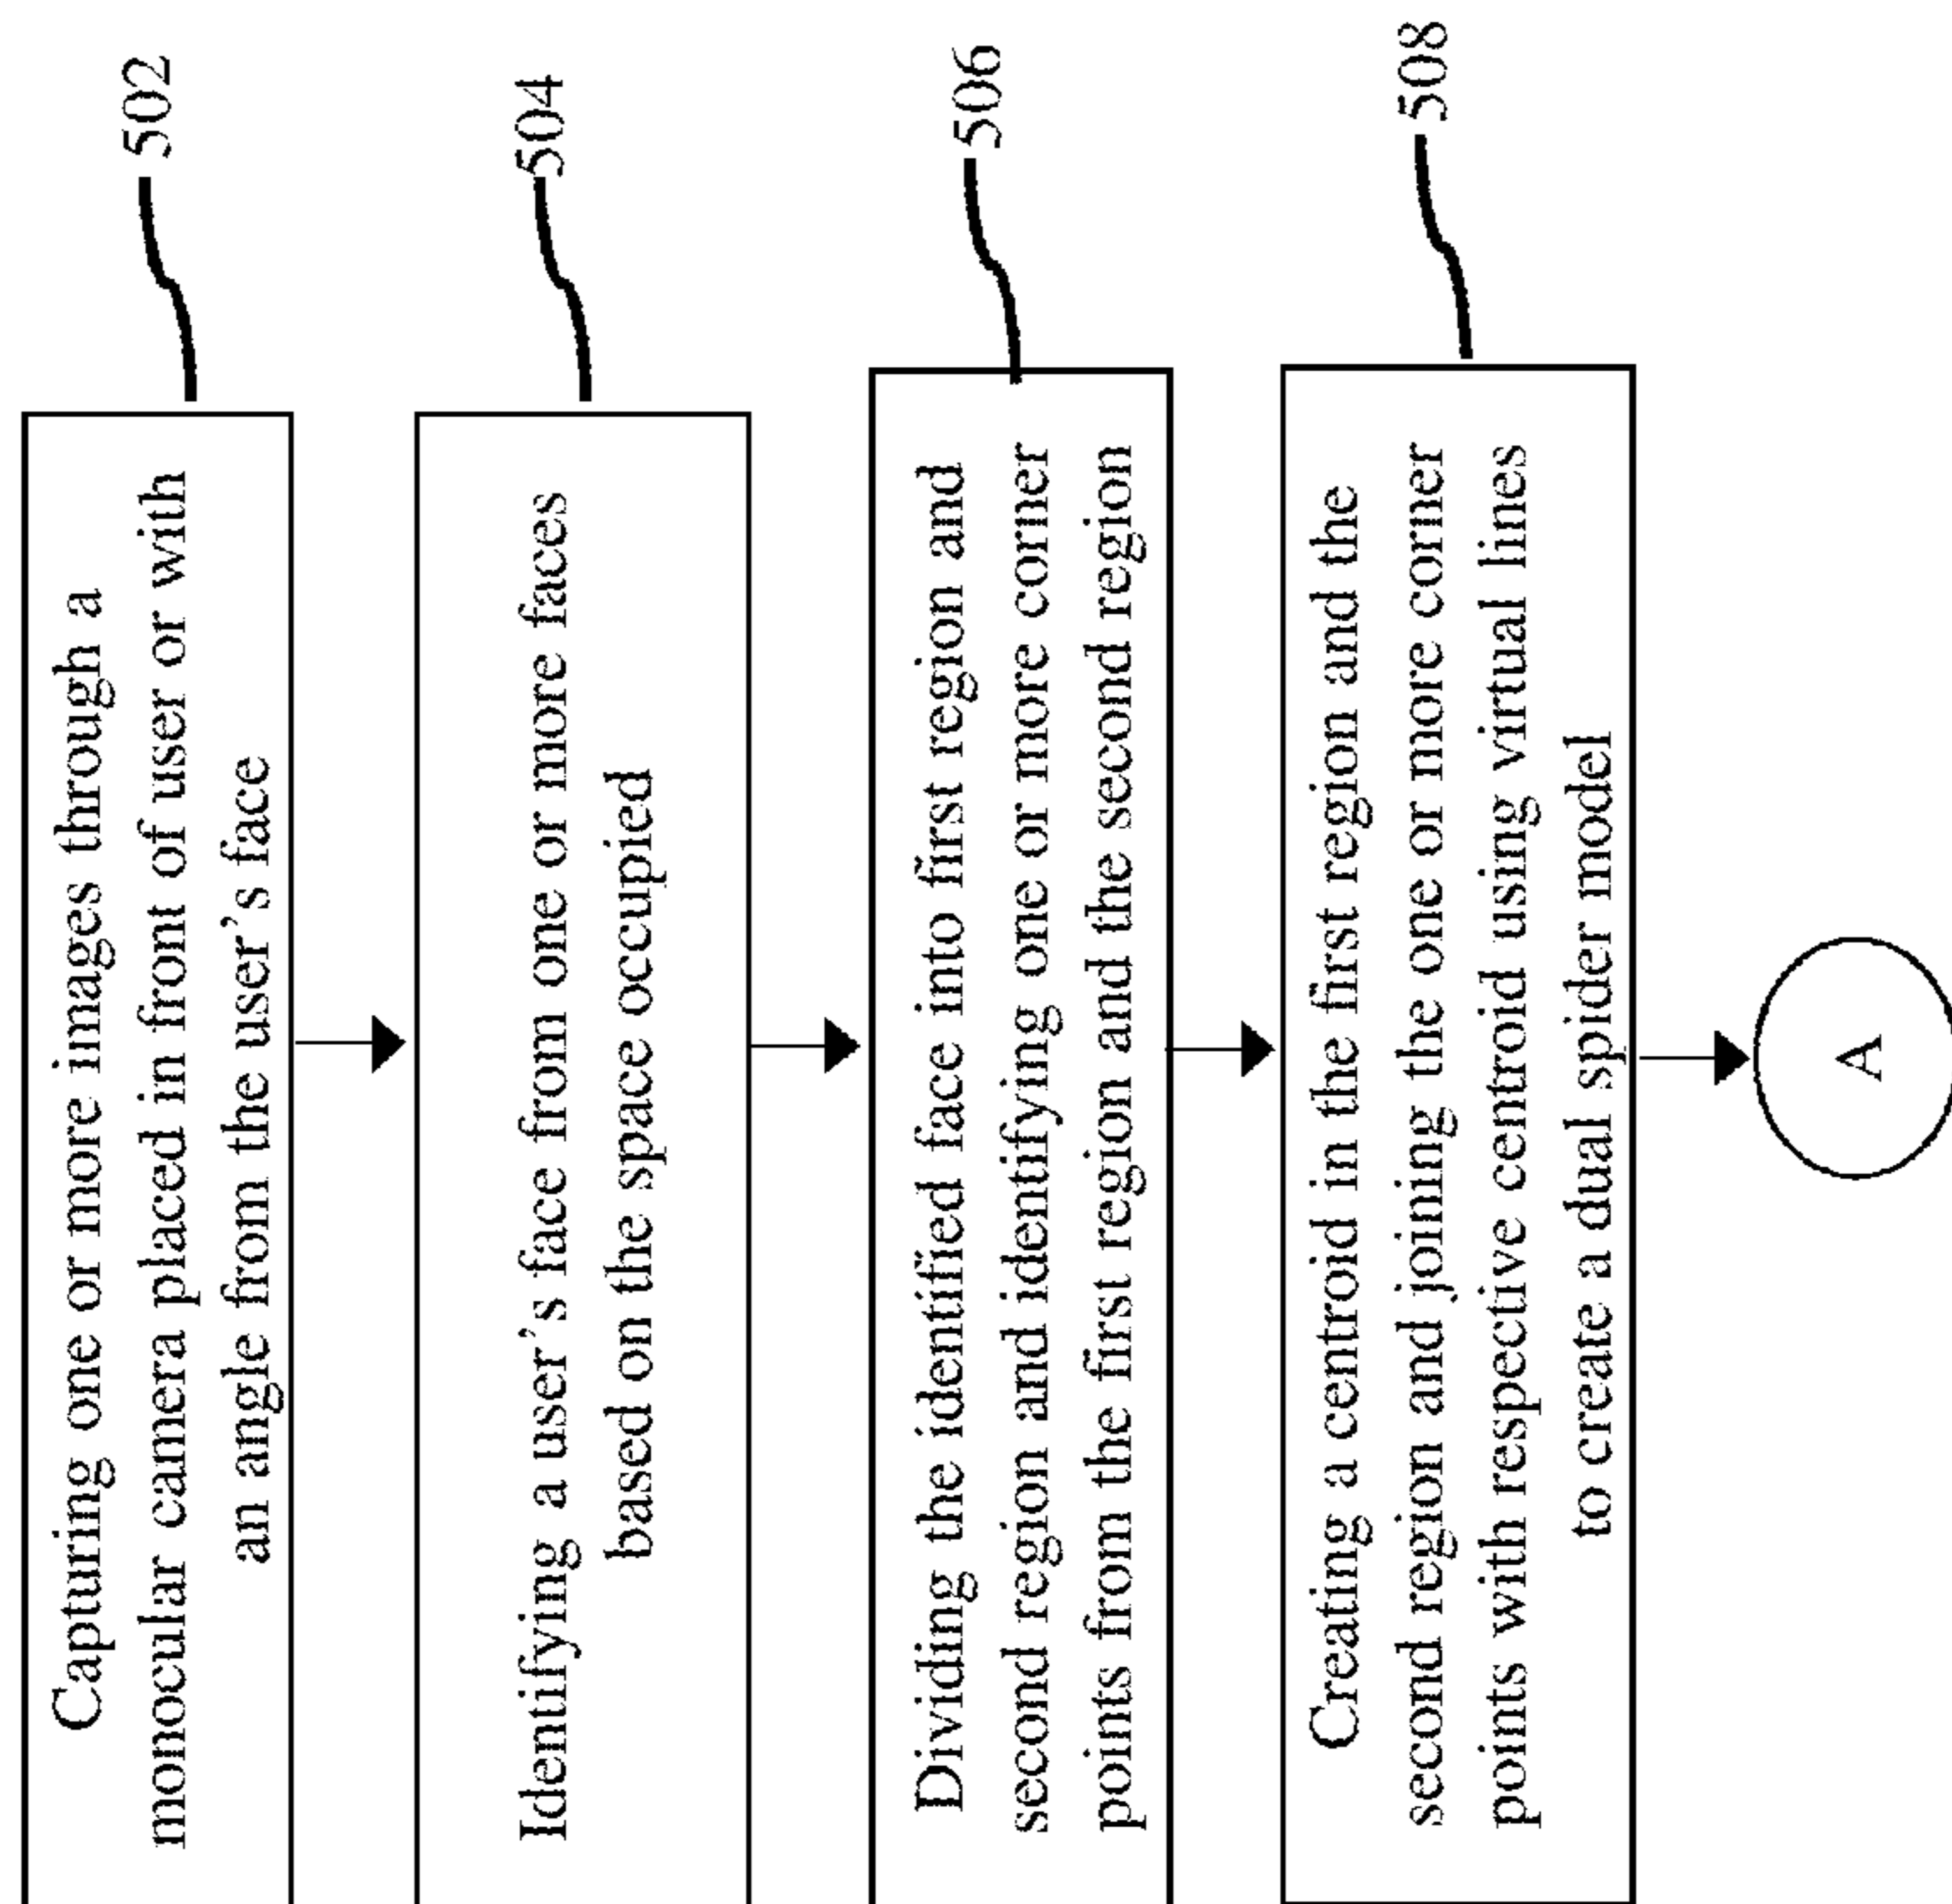 Capturing one or more images through a
monocular camera placed in front of user or with
an angle from the user's face
502
Identifying a user's face from one or more faces
based on the space occupied
504
Dividing the identified face into first region and
second region and identifying one or more corner
points from the first region and the second region
506
Creating a centroid in the first region and the
second region and joining the one or more corner
points with respective centroid using virtual lines
to create a dual spider model
508
A